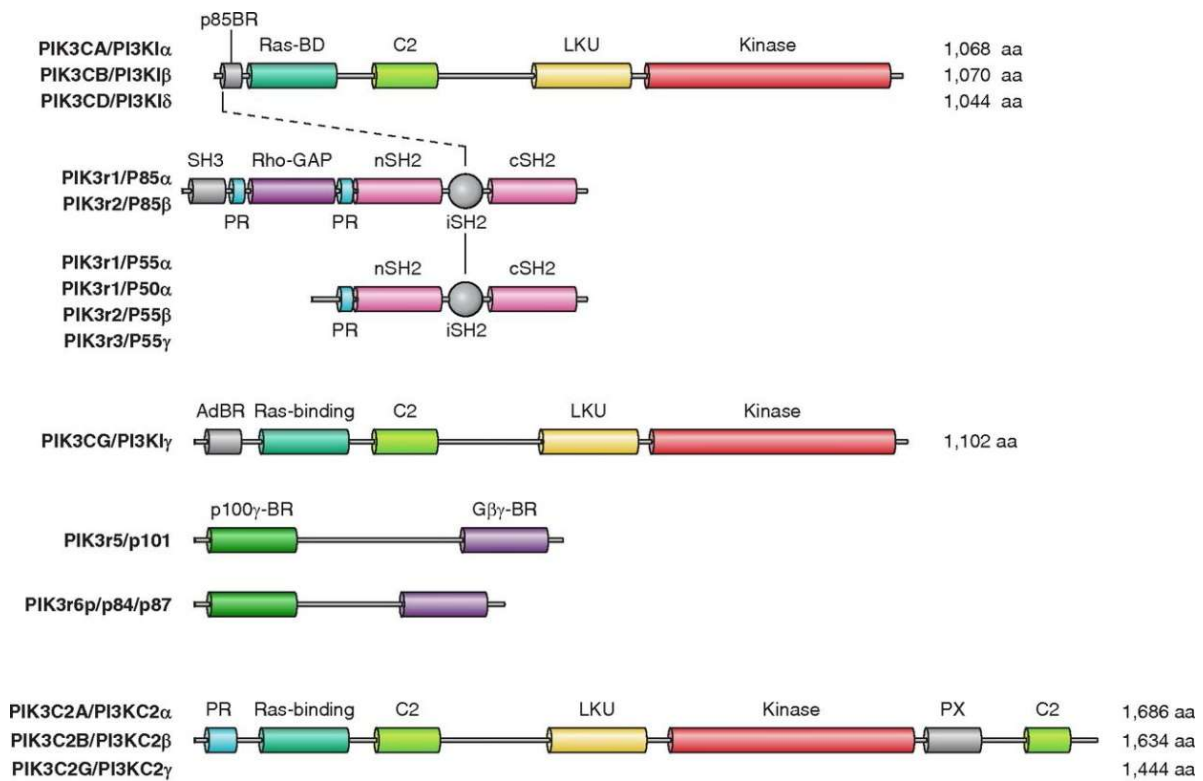 p85BR
Ras-BD C2 LKU Kinase
PIK3CA/PI3KIα 1,068 aa
PIK3CB/PI3KIβ 1,070 aa
PIK3CD/PI3KIδ 1,044 aa
SH3 Rho-GAP nSH2 cSH2
PIK3r1/P85α
PIK3r2/P85β
PR PR iSH2
PIK3r1/P55α
nSH2 cSH2
PIK3r1/P50α
PIK3r2/P55β
PR iSH2
PIK3r3/P55γ
AdBR Ras-binding C2 LKU Kinase
PIK3CG/PI3KIγ 1,102 aa
p100γ-BR Gβγ-BR
PIK3r5/p101
PIK3r6p/p84/p87
PIK3C2A/PI3KC2α PR Ras-binding C2 LKU Kinase PX C2 1,686 aa
PIK3C2B/PI3KC2β 1,634 aa
PIK3C2G/PI3KC2γ 1,444 aa